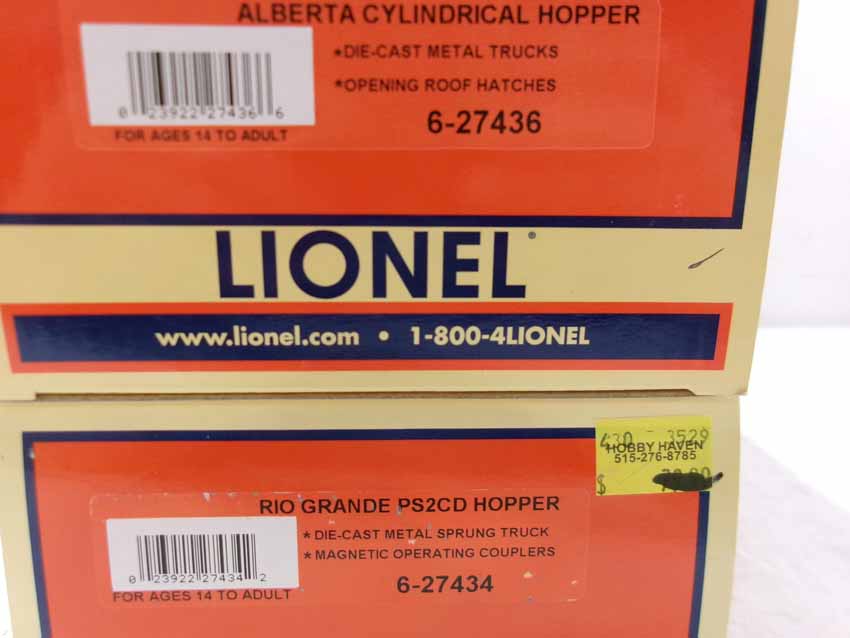 ALBERTA CYLINDRICAL HOPPER
*DIE-CAST METAL TRUCKS
*OPENING ROOF HATCHES
0 23922 27436 6
FOR AGES 14 TO ADULT
6-27436
LIONEL
www.lionel.com • 1-800-4LIONEL
430 - 3529
HOBBY HAVEN
515-276-8785
$
RIO GRANDE PS2CD HOPPER
* DIE-CAST METAL SPRUNG TRUCK
* MAGNETIC OPERATING COUPLERS
0 23922 27434 2
FOR AGES 14 TO ADULT
6-27434